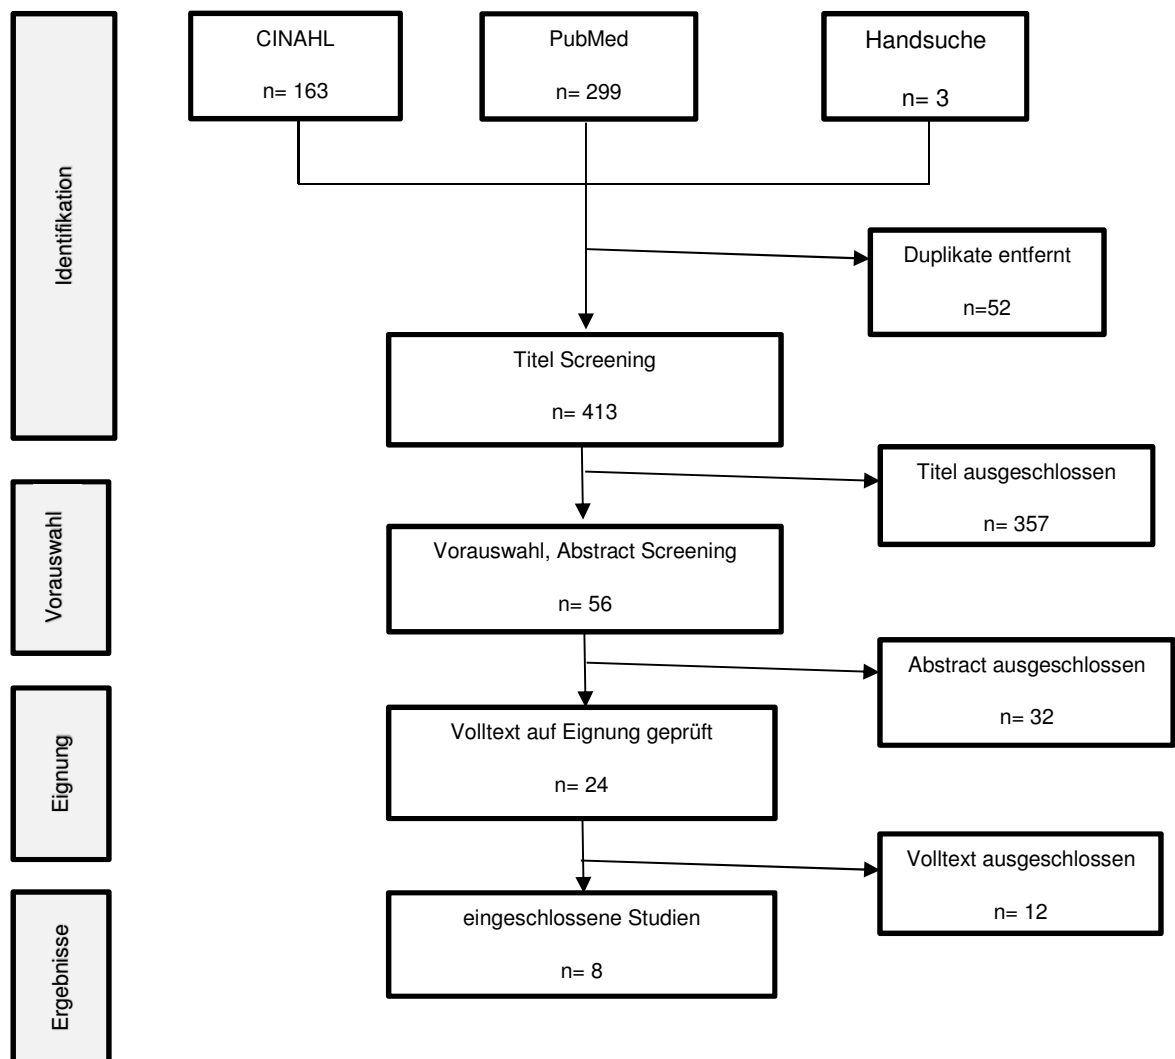 Identifikation
CINAHL
n= 163
PubMed
n= 299
Handsuche
n= 3
Duplikate entfernt
n=52
Titel Screening
n= 413
Titel ausgeschlossen
n= 357
Vorauswahl
Vorauswahl, Abstract Screening
n= 56
Abstract ausgeschlossen
n= 32
Eignung
Volltext auf Eignung geprüft
n= 24
Volltext ausgeschlossen
n= 12
Ergebnisse
eingeschlossene Studien
n= 8